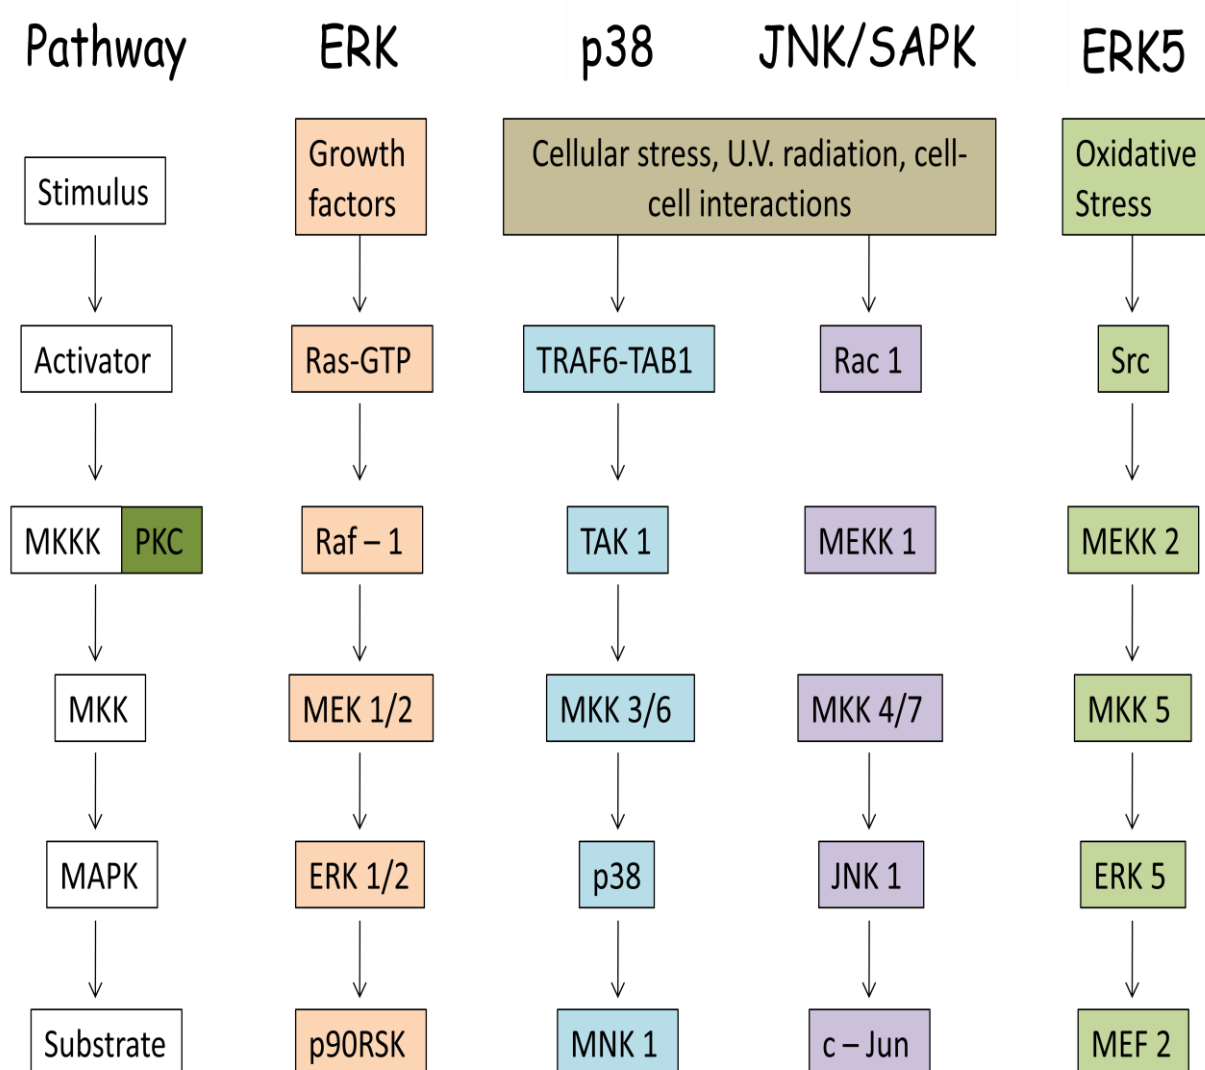 Pathway ERK p38 JNK/SAPK ERK5
Stimulus
Growth
factors
Cellular stress, U.V. radiation, cell-
cell interactions
Oxidative
Stress
Activator Ras-GTP TRAF6-TAB1 Rac 1 Src
MKKK PKC Raf – 1 TAK 1 MEKK 1 MEKK 2
MKK MEK 1/2 MKK 3/6 MKK 4/7 MKK 5
MAPK ERK 1/2 p38 JNK 1 ERK 5
Substrate p90RSK MNK 1 c – Jun MEF 2